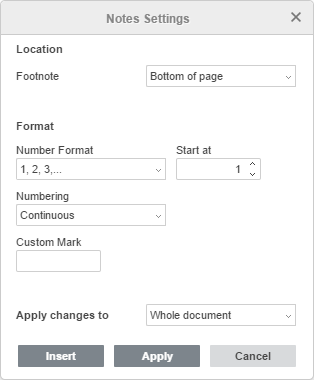 Notes Settings
Location
Footnote Bottom of page
Format
Number Format Start at
1, 2, 3,... 1
Numbering
Continuous
Custom Mark
Apply changes to Whole document
Insert Apply Cancel